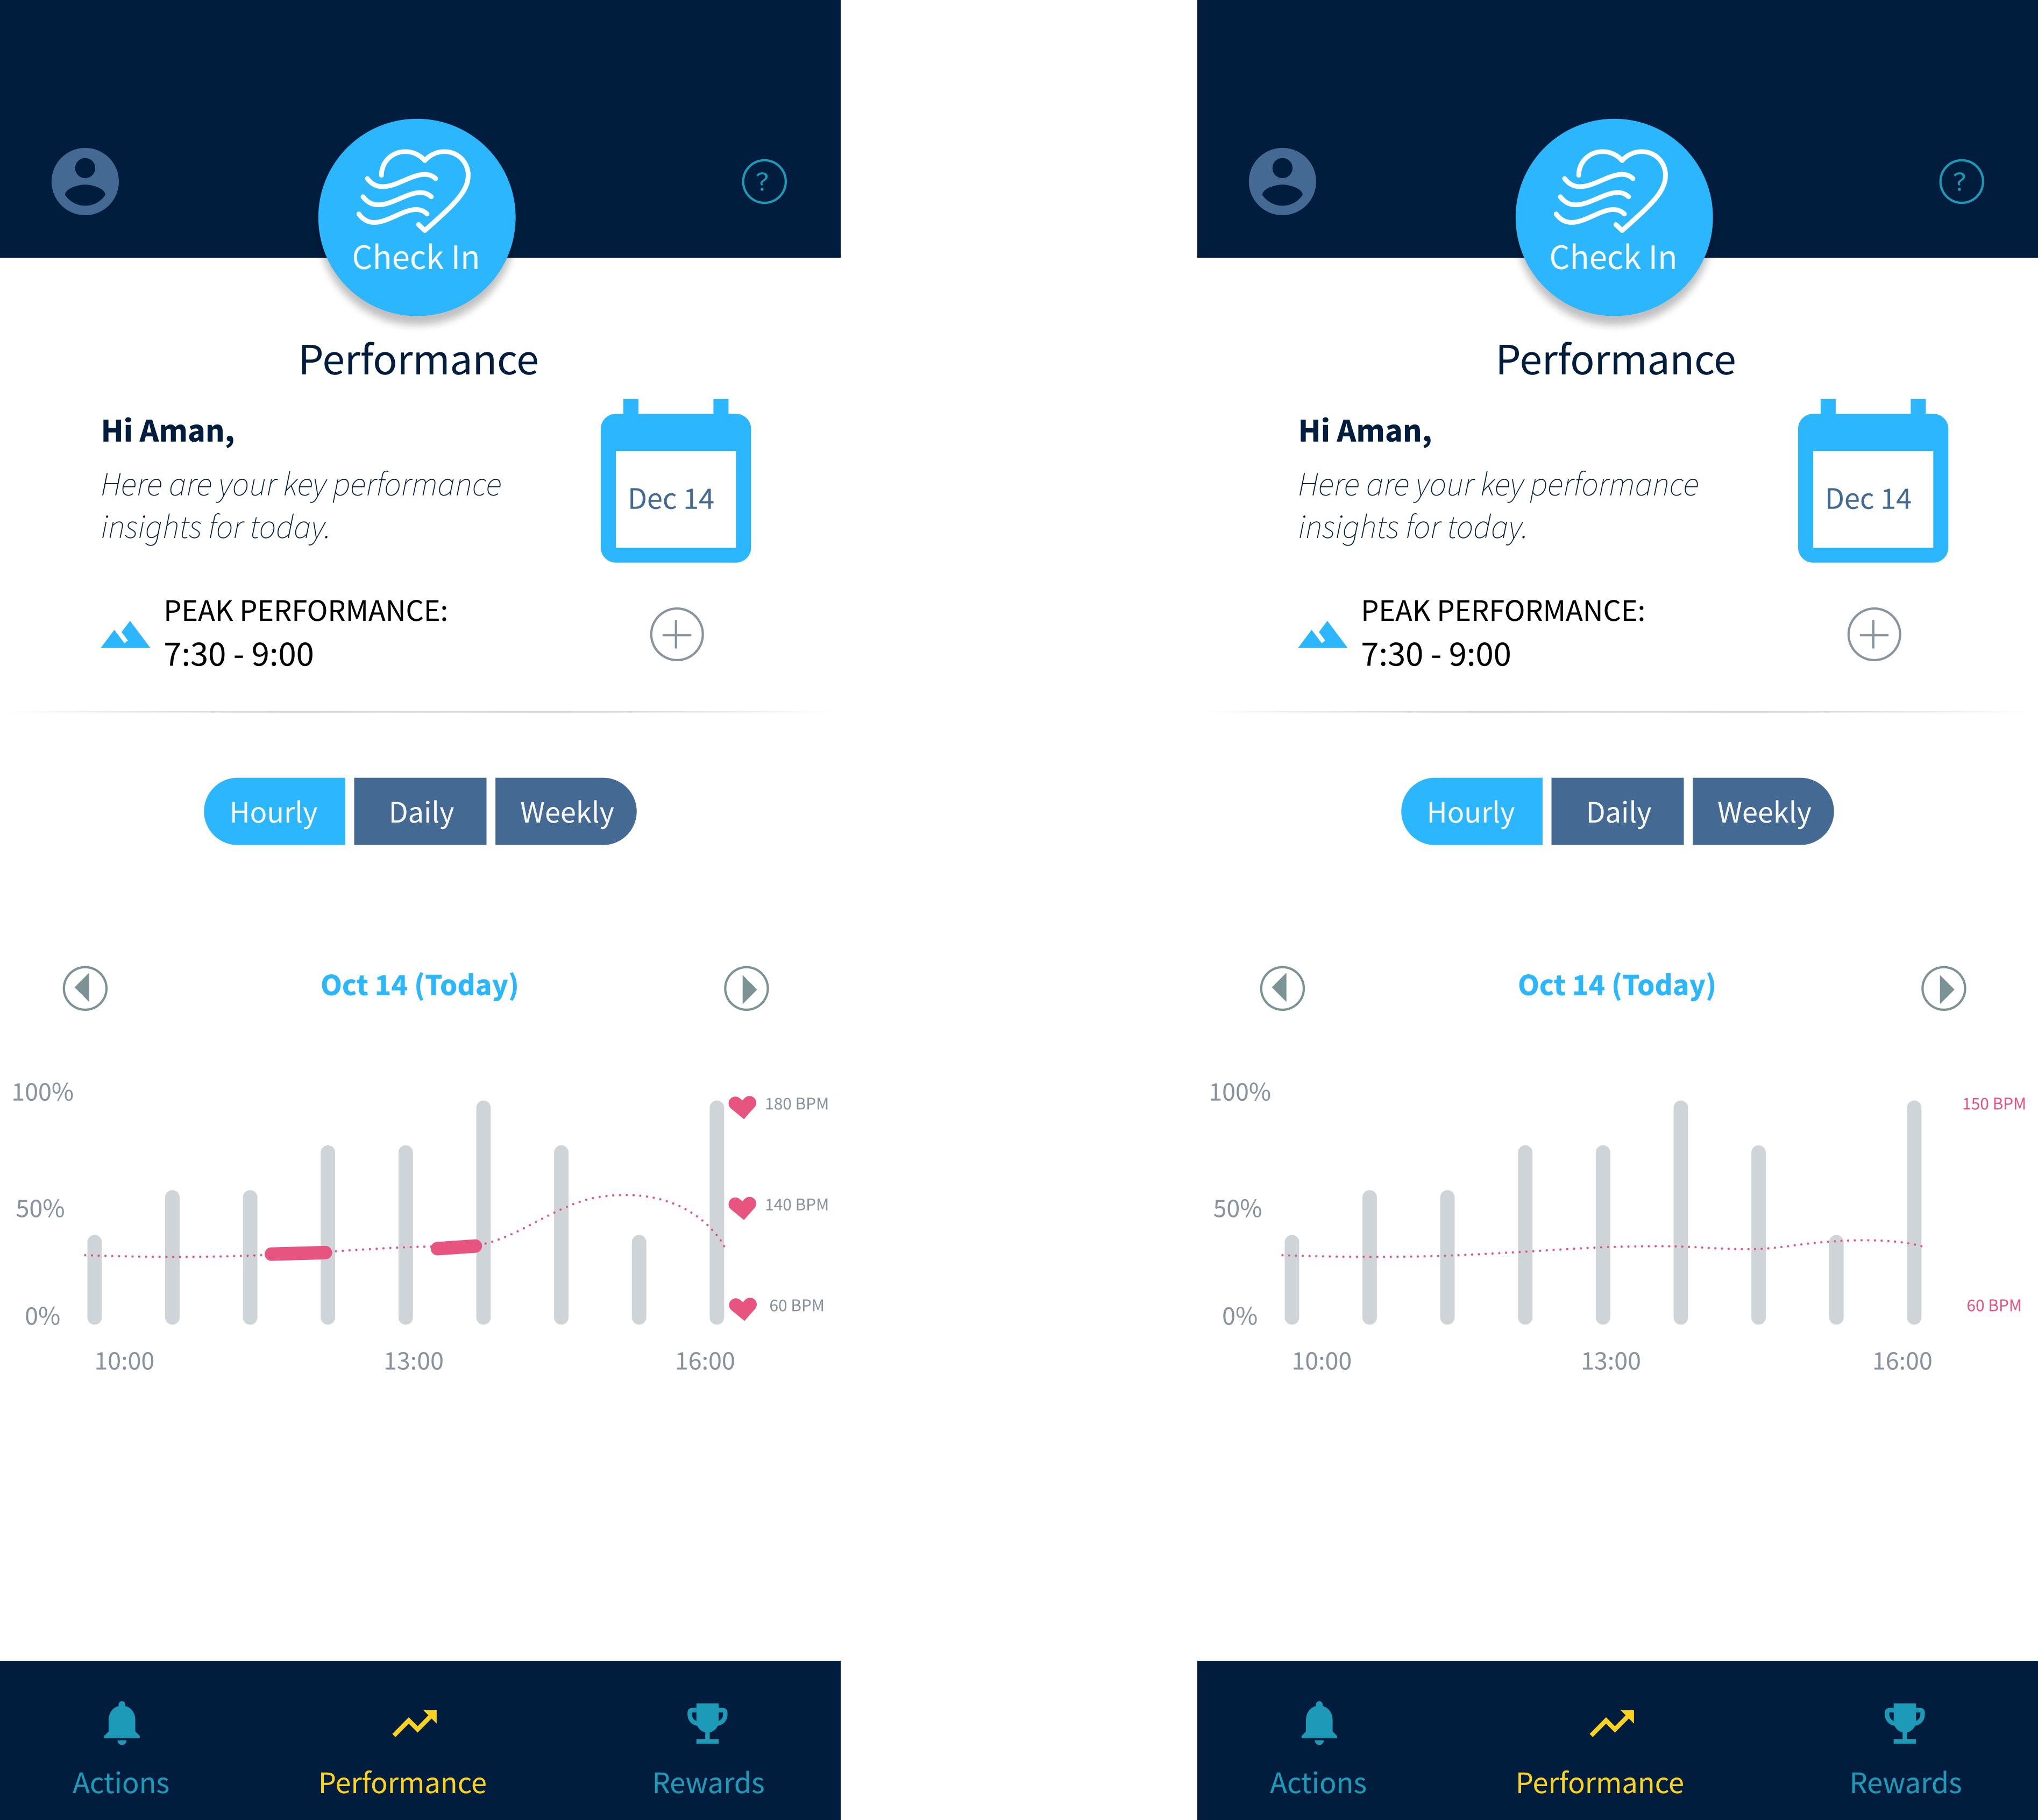 ?
Check In
Performance
Hi Aman,
Here are your key performance
insights for today.
Dec 14
PEAK PERFORMANCE:
7:30 - 9:00
Hourly
Daily
Weekly
Oct 14 (Today)
100%
50%
0%
180 BPM
140 BPM
60 BPM
10:00
13:00
16:00
Actions
Performance
Rewards
?
Check In
Performance
Hi Aman,
Here are your key performance
insights for today.
Dec 14
PEAK PERFORMANCE:
7:30 - 9:00
Hourly
Daily
Weekly
Oct 14 (Today)
100%
50%
0%
150 BPM
60 BPM
10:00
13:00
16:00
Actions
Performance
Rewards